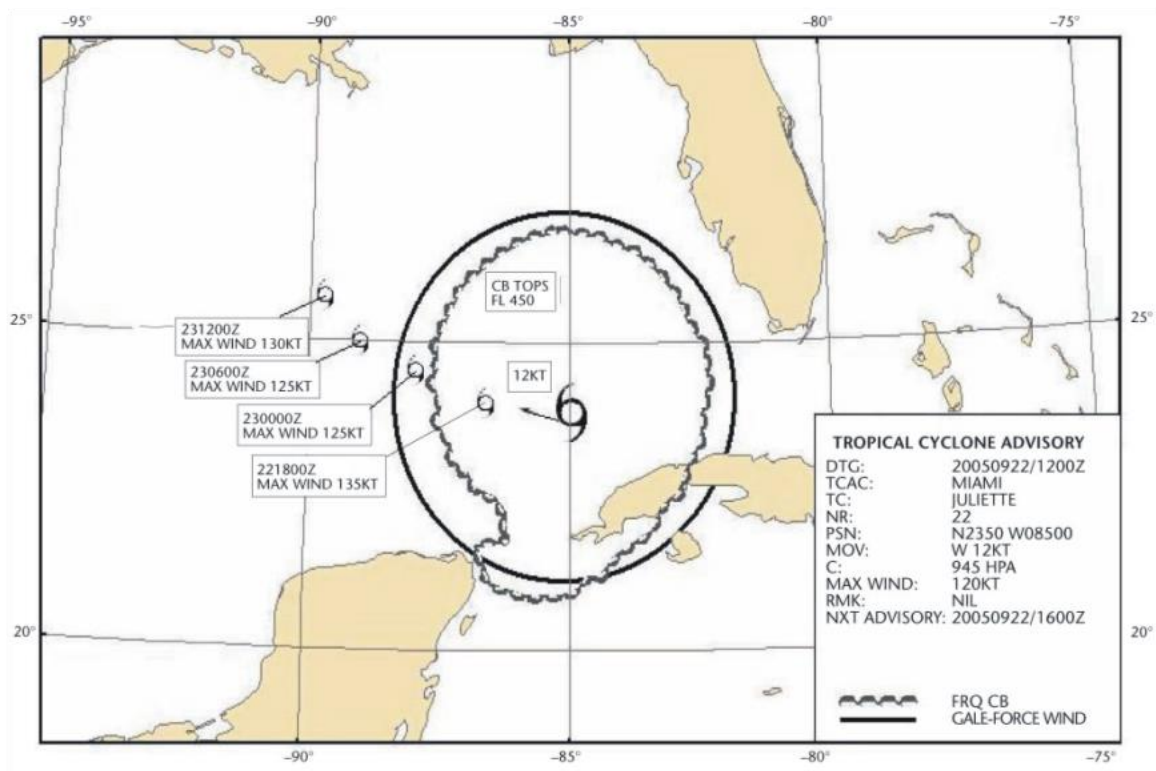 −95°
−90°
−85°
−80°
−75°
CB TOPS
FL 450
25°
25°
231200Z
MAX WIND 130KT
230600Z
MAX WIND 125KT
12KT
230000Z
MAX WIND 125KT
221800Z
MAX WIND 135KT
TROPICAL CYCLONE ADVISORY
DTG: 20050922/1200Z
TCAC: MIAMI
TC: JULIETTE
NR: 22
PSN: N2350 W08500
MOV: W 12KT
C: 945 HPA
MAX WIND: 120KT
RMK: NIL
NXT ADVISORY: 20050922/1600Z
20°
20°
FRQ CB
GALE-FORCE WIND
−90°
−85°
−80°
−75°